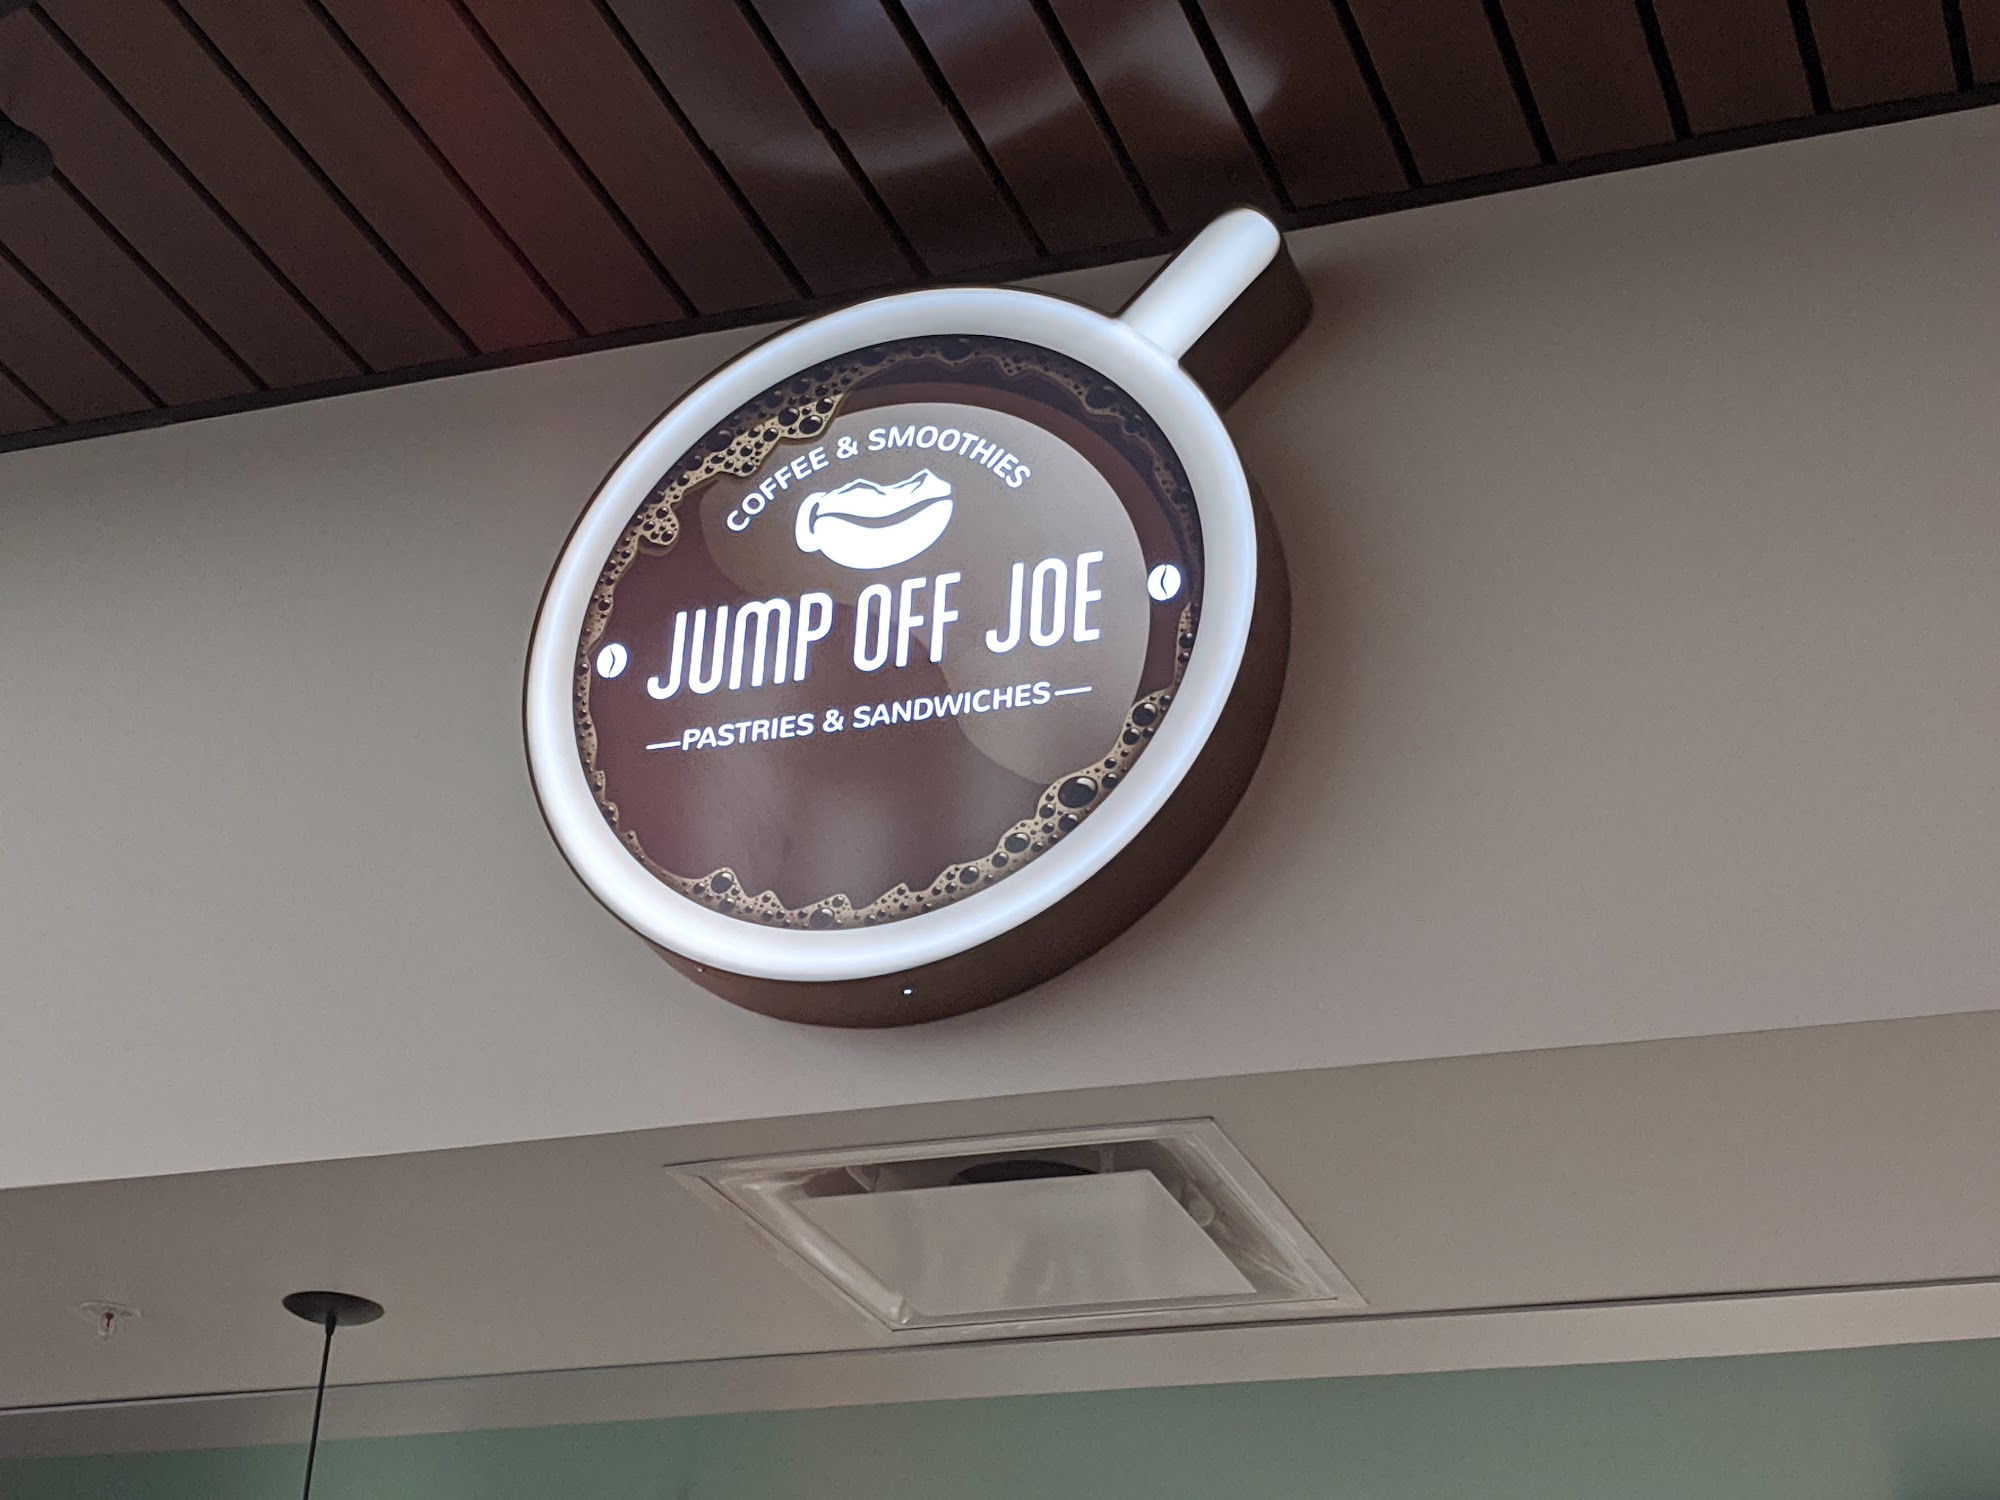 COFFEE & SMOOTHIES
JUMP OFF JOE
—PASTRIES & SANDWICHES—